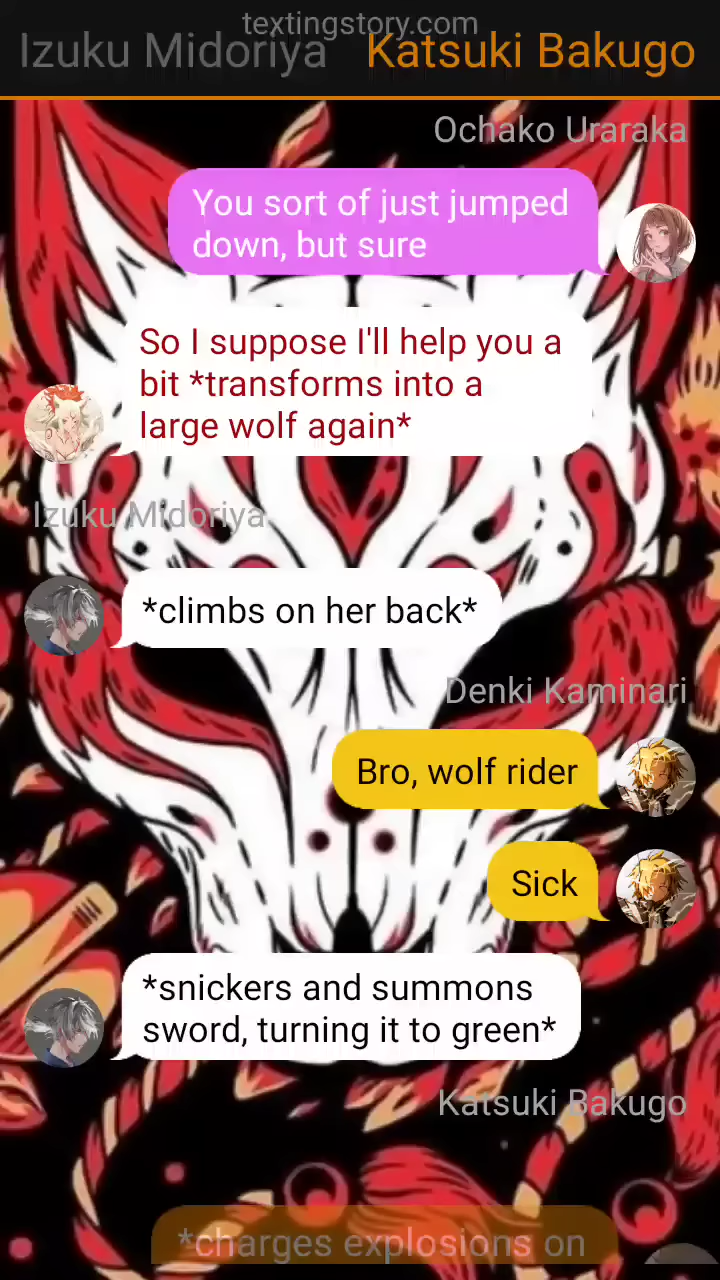 textingstory.com
Izuku Midoriya Katsuki Bakugo
Ochako Uraraka
You sort of just jumped
down, but sure
So I suppose I'll help you a
bit *transforms into a
large wolf again*
Izuku Midoriya
*climbs on her back*
Denki Kaminari
Bro, wolf rider
Sick
*snickers and summons
sword, turning it to green*
Katsuki Bakugo
*charges explosions on